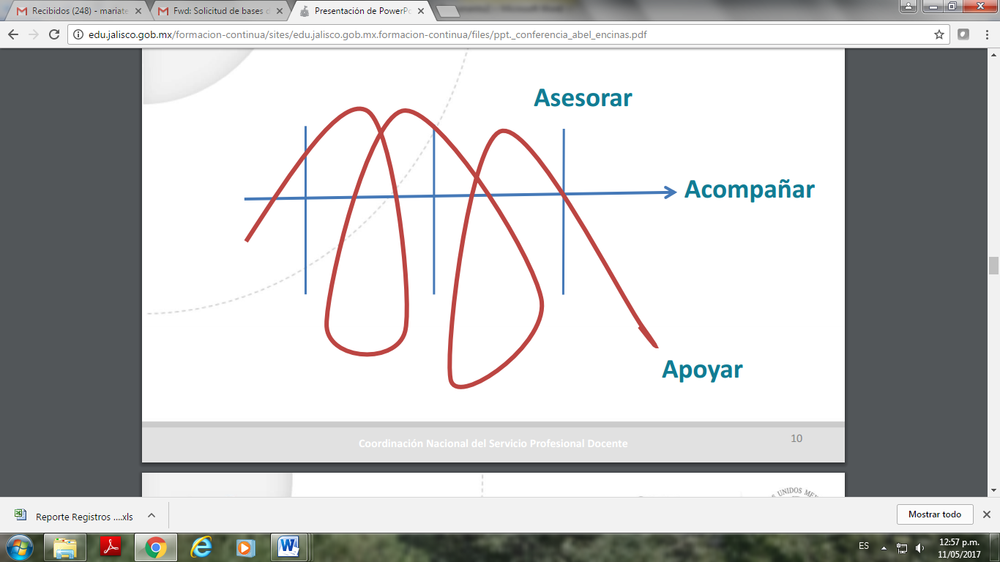 Recibidos (248) - mariate
Fwd: Solicitud de bases d
Presentación de PowerPo
edu.jalisco.gob.mx/formacion-continua/sites/edu.jalisco.gob.mx.formacion-continua/files/ppt._conferencia_abel_encinas.pdf
Asesorar
Acompañar
Apoyar
Coordinación Nacional del Servicio Profesional Docente
10
UNIDOS
Reporte Registros ....xls
Mostrar todo
ES
12:57 p.m.
11/05/2017